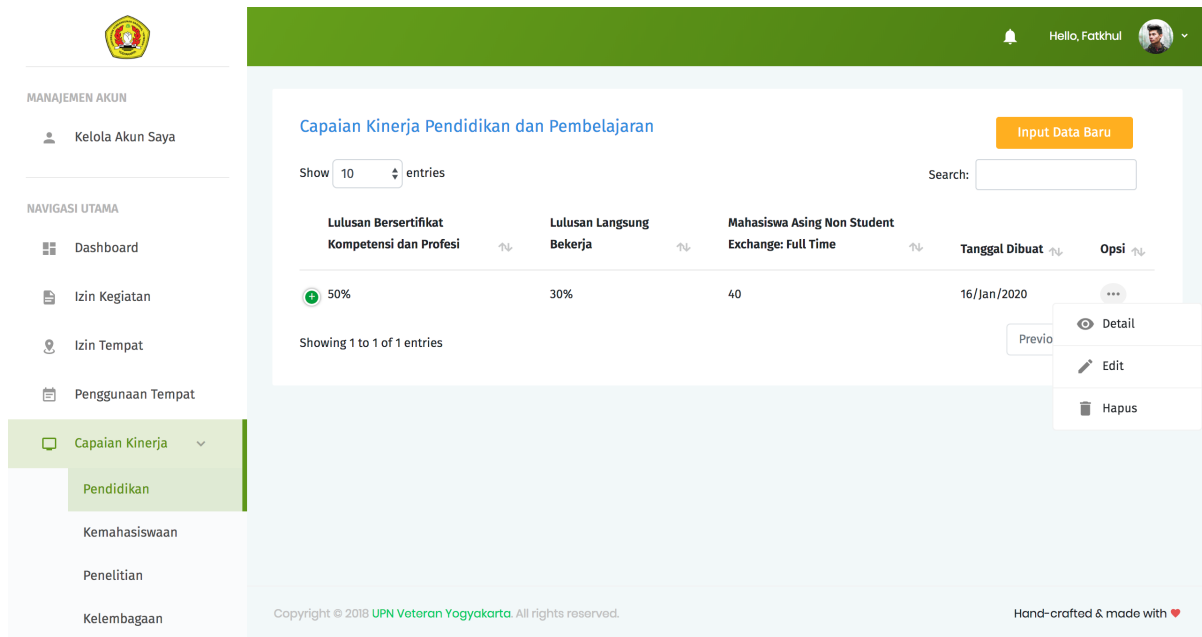 Hello, Fatkhul
MANAJEMEN AKUN
Kelola Akun Saya
NAVIGASI UTAMA
Dashboard
Izin Kegiatan
Izin Tempat
Penggunaan Tempat
Capaian Kinerja
Pendidikan
Kemahasiswaan
Penelitian
Kelembagaan
Capaian Kinerja Pendidikan dan Pembelajaran
Input Data Baru
Show 10 entries
Search:
Lulusan Bersertifikat
Kompetensi dan Profesi
Lulusan Langsung
Bekerja
Mahasiswa Asing Non Student
Exchange: Full Time
Tanggal Dibuat
Opsi
50% 30% 40 16/Jan/2020
Showing 1 to 1 of 1 entries
Previo
Detail
Edit
Hapus
Copyright © 2018 UPN Veteran Yogyakarta. All rights reserved.
Hand-crafted & made with